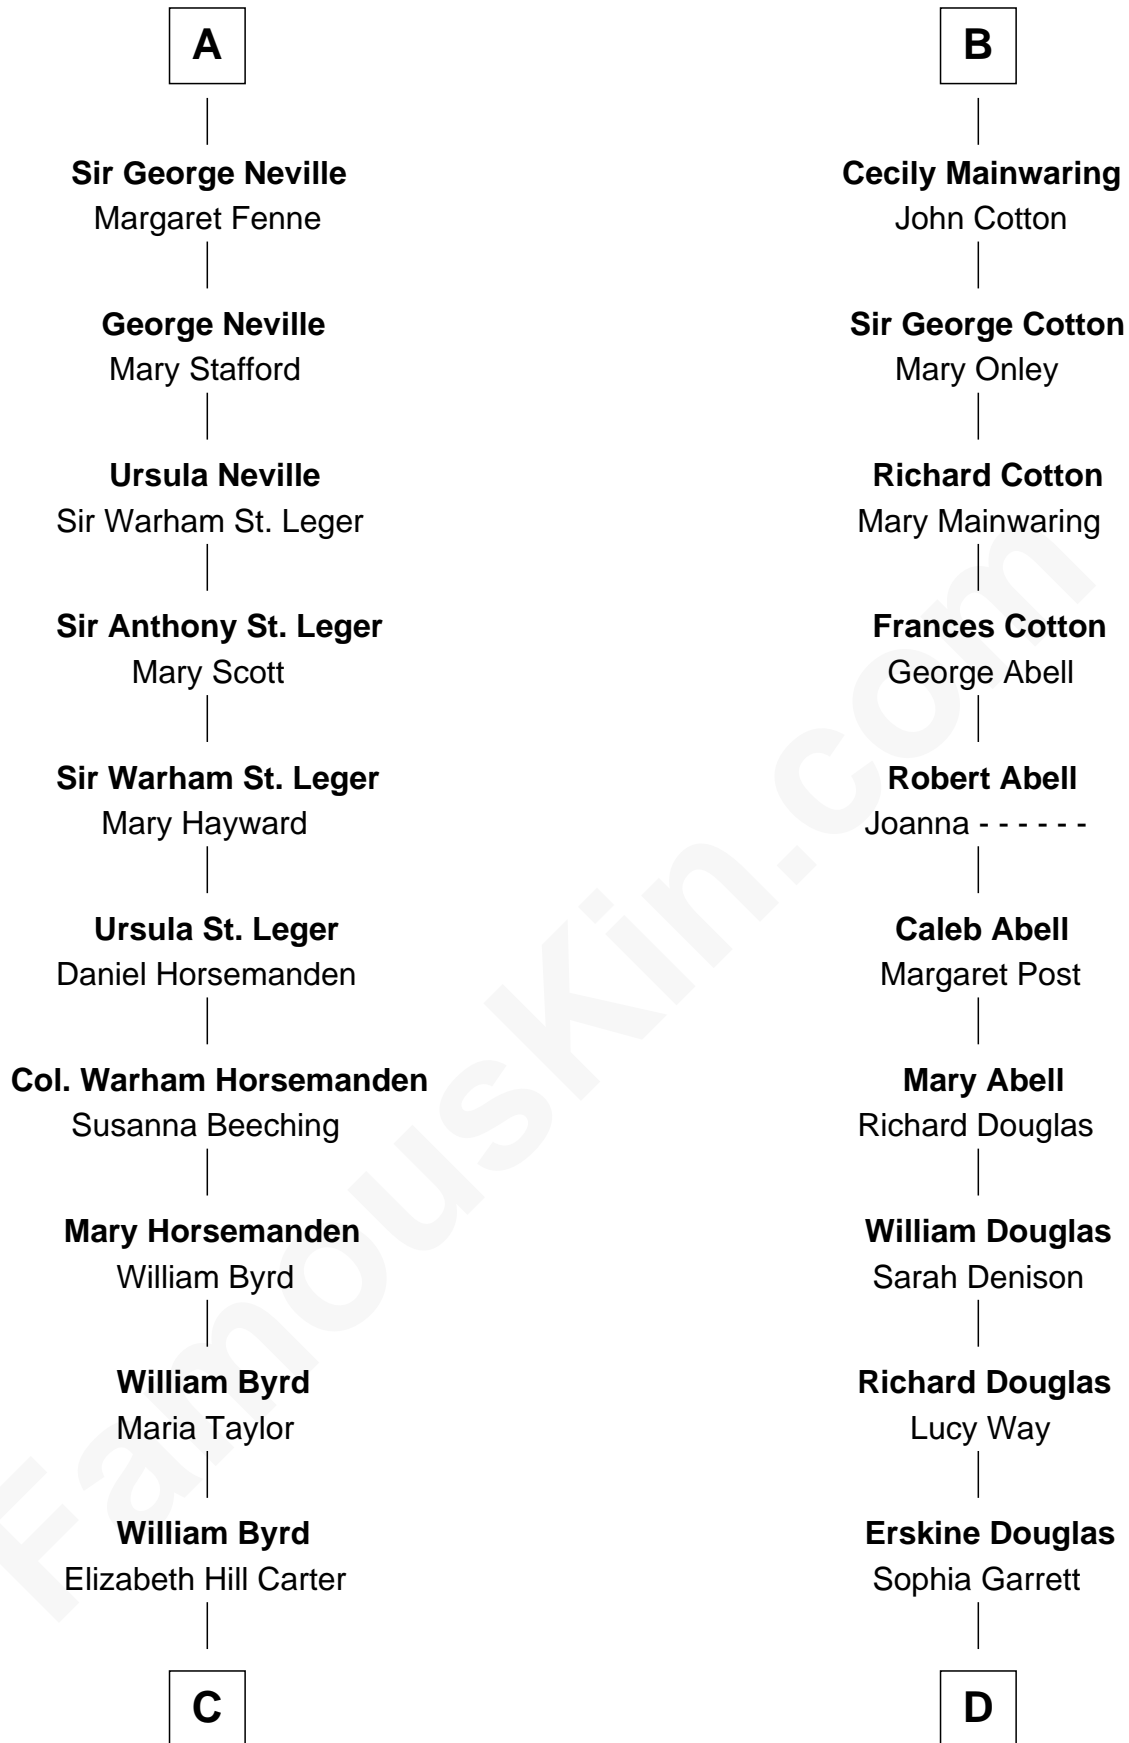 A
Sir George Neville
Margaret Fenne
George Neville
Mary Stafford
Ursula Neville
Sir Warham St. Leger
Sir Anthony St. Leger
Mary Scott
Sir Warham St. Leger
Mary Hayward
Ursula St. Leger
Daniel Horsemanden
Col. Warham Horsemanden
Susanna Beeching
Mary Horsemanden
William Byrd
William Byrd
Maria Taylor
William Byrd
Elizabeth Hill Carter
C
B
Cecily Mainwaring
John Cotton
Sir George Cotton
Mary Onley
Richard Cotton
Mary Mainwaring
Frances Cotton
George Abell
Robert Abell
Joanna - - - - - -
Caleb Abell
Margaret Post
Mary Abell
Richard Douglas
William Douglas
Sarah Denison
Richard Douglas
Lucy Way
Erskine Douglas
Sophia Garrett
D
FamousKin.com